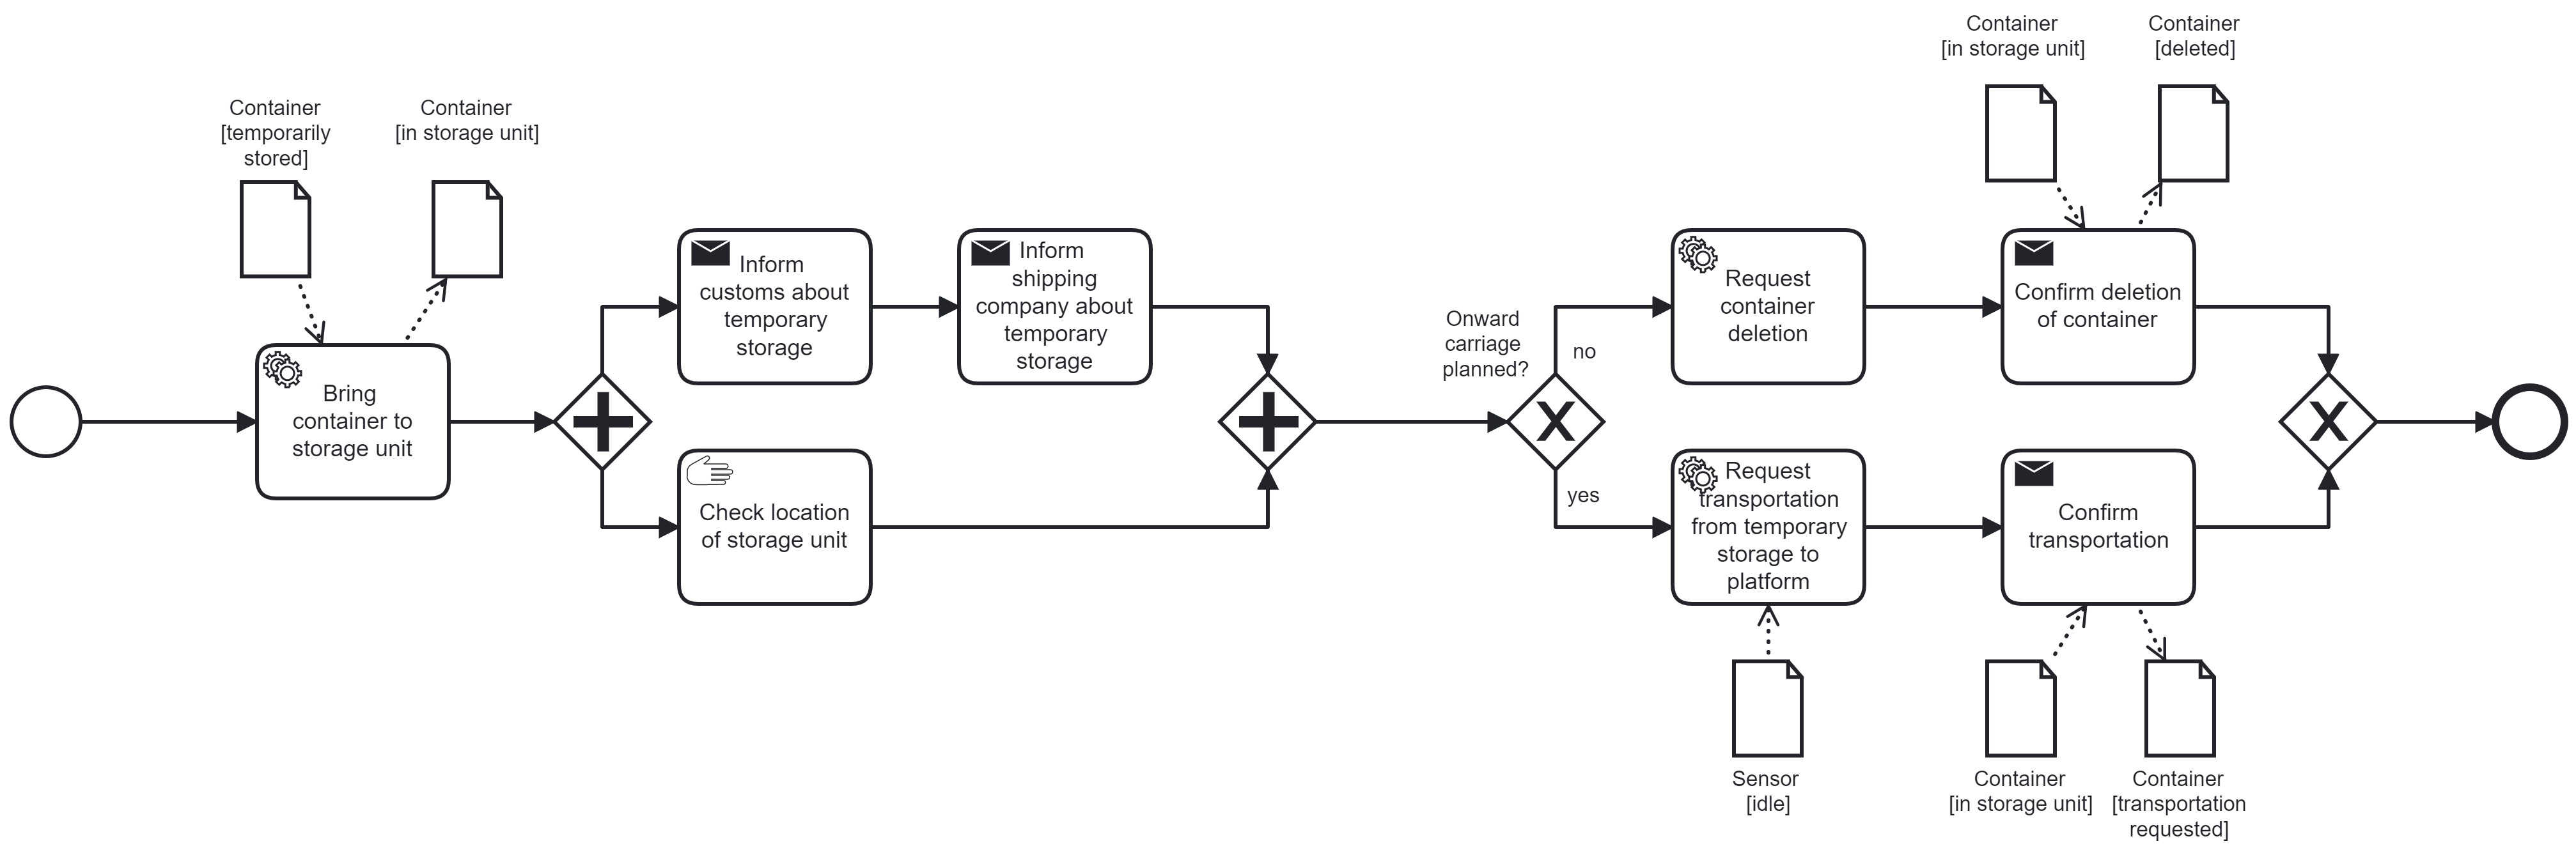 Container
[temporarily
stored]
Container
[in storage unit]
Bring
container to
storage unit
Inform
customs about
temporary
storage
Inform
shipping
company about
temporary
storage
Check location
of storage unit
Onward
carriage
planned?
no
yes
Request
container
deletion
Container
[in storage unit]
Container
[deleted]
Confirm deletion
of container
Request
transportation
from temporary
storage to
platform
Confirm
transportation
Sensor
[idle]
Container
[in storage unit]
Container
[transportation
requested]